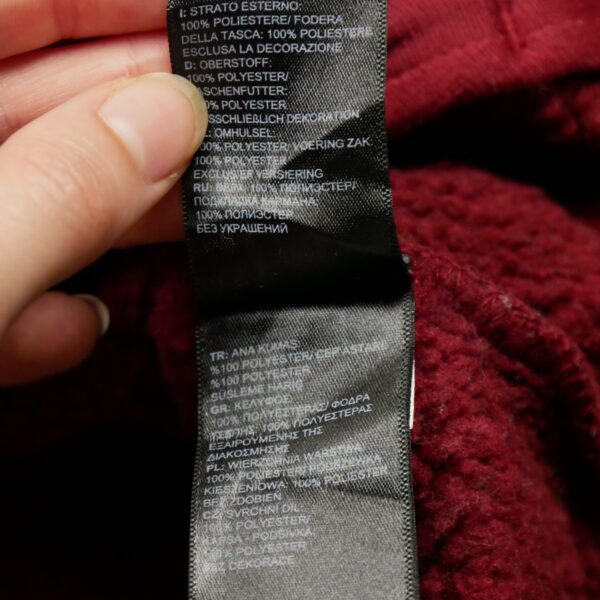 I: STRATO ESTERNO:
100% POLIESTERE/ FODERA
DELLA TASCA: 100% POLIESTERE
ESCLUSA LA DECORAZIONE
D: OBERSTOFF:
100% POLYESTER/
TASCHENFUTTER:
100% POLYESTER
AUSSCHLIEßLICH DEKORATION
NL: OMHULSEL:
100% POLYESTER/ VOERING ZAK:
100% POLYESTER
EXCLUSIEF VERSIERING
RU: ВЕРХ: 100% ПОЛИЭСТЕР/
ПОДКЛАДКА КАРМАНА:
100% ПОЛИЭСТЕР
БЕЗ УКРАШЕНИЙ
TR: ANA KUMAS:
%100 POLYESTER/ CEP ASTARI:
%100 POLYESTER
SÜSLEME HARIÇ
GR: ΚΕΛΥΦΟΣ:
100% ΠΟΛΥΕΣΤΕΡΑΣ/ ΦΟΔΡΑ
ΤΣΕΠΗΣ: 100% ΠΟΛΥΕΣΤΕΡΑΣ
ΕΞΑΙΡΟΥΜΕΝΗΣ ΤΗΣ
ΔΙΑΚΟΣΜΗΣΗΣ
PL: WIERZCHNIA WARSTWA:
100% POLIESTER/
KIESZENIOWA: 100% POLIESTER
BEZ ZDOBIEŃ
CZ: SVRCHNÍ DÍL:
100% POLYESTER/
KAPSA - PODŠÍVKA:
100% POLYESTER
BEZ DEKORACE